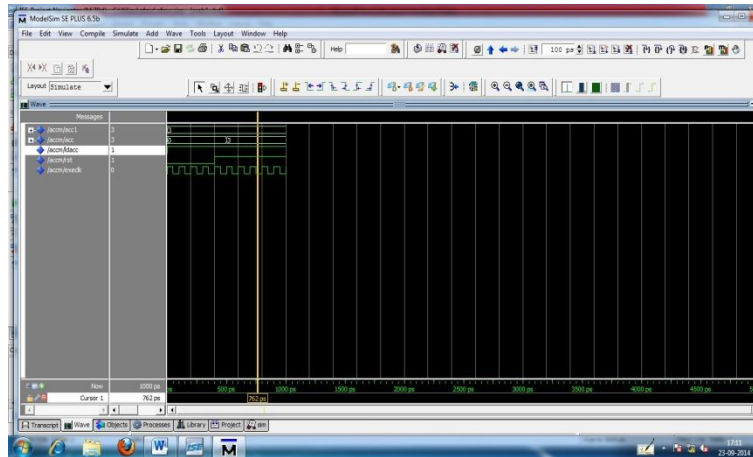 ModelSim SE PLUS 6.5b
File Edit View Compile Simulate Add Wave Tools Layout Window Help
Help
100 ps
Layout Simulate
Wave
Messages
/accm/acc1 3 3
/accm/acc 3 0 3
/accm/ldacc 1
/accm/rst 1
/accm/execlk 0
Now 1000 ps 500 ps 1000 ps 1500 ps 2000 ps 2500 ps 3000 ps 3500 ps 4000 ps 4500 ps
Cursor 1 762 ps 762 ps
Transcript Wave Objects Processes Library Project sim
17:11
23-09-2014